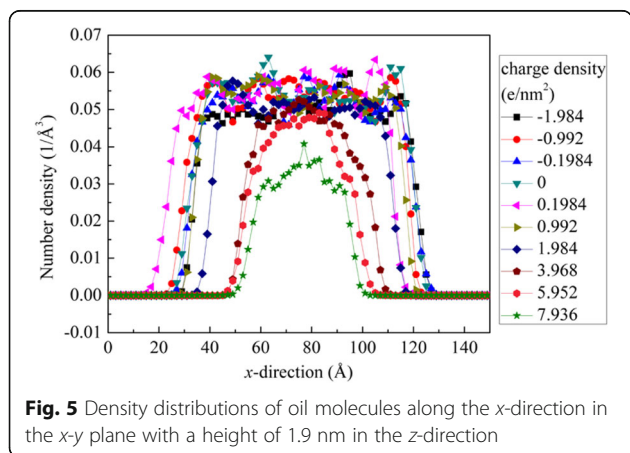 0.07
0.06
0.05
0.04
0.03
0.02
0.01
0.00
-0.01
Number density (1/Å³)
0 20 40 60 80 100 120 140
x-direction (Å)
charge density
(e/nm²)
-1.984
-0.992
-0.1984
0
0.1984
0.992
1.984
3.968
5.952
7.936
Fig. 5 Density distributions of oil molecules along the x-direction in
the x-y plane with a height of 1.9 nm in the z-direction